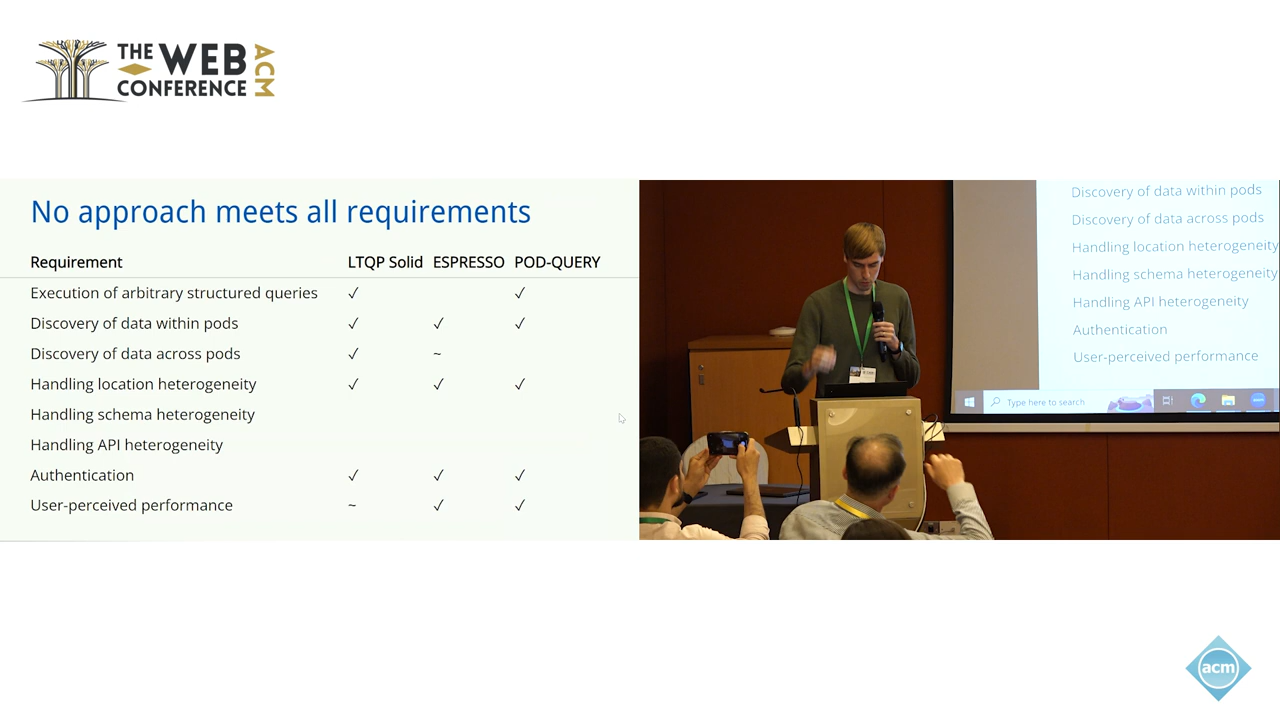 THE WEB
CONFERENCE
ACM
No approach meets all requirements
Requirement LTQP Solid ESPRESSO POD-QUERY
Execution of arbitrary structured queries ✓ ✓
Discovery of data within pods ✓ ✓ ✓
Discovery of data across pods ✓ ~
Handling location heterogeneity ✓ ✓ ✓
Handling schema heterogeneity
Handling API heterogeneity
Authentication ✓ ✓ ✓
User-perceived performance ~ ✓ ✓
Discovery of data within pods
Discovery of data across pods
Handling location heterogeneity
Handling schema heterogeneity
Handling API heterogeneity
Authentication
User-perceived performance
Type here to search
acm